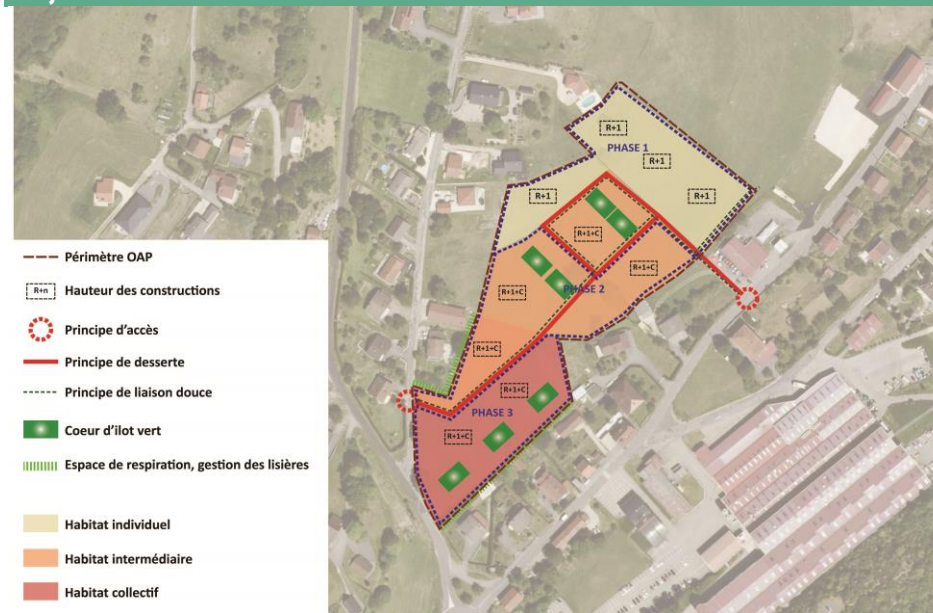 R+1
PHASE 1
R+1
R+1
R+1
R+1+C
R+1+C
R+1+C
PHASE 2
R+1+C
R+1+C
PHASE 3
R+1+C
Périmètre OAP
R+n Hauteur des constructions
Principe d'accès
Principe de desserte
Principe de liaison douce
Coeur d'ilot vert
Espace de respiration, gestion des lisières
Habitat individuel
Habitat intermédiaire
Habitat collectif